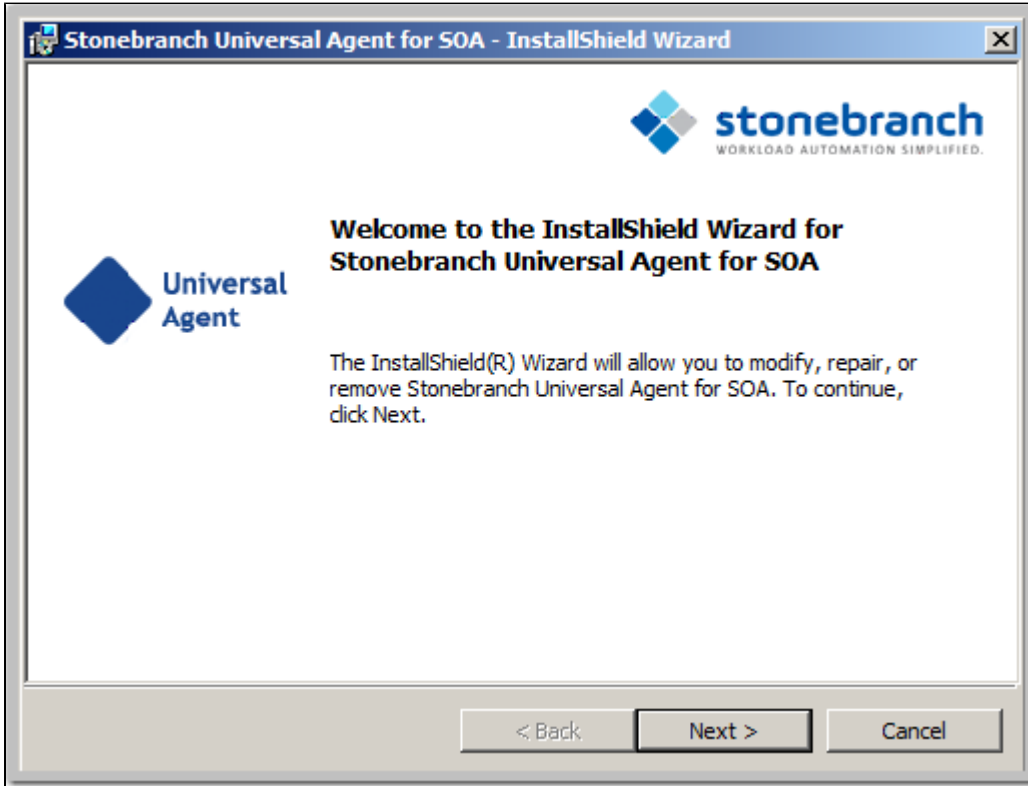 Stonebranch Universal Agent for SOA - InstallShield Wizard
stonebranch
WORKLOAD AUTOMATION SIMPLIFIED.
Welcome to the InstallShield Wizard for
Stonebranch Universal Agent for SOA
Universal
Agent
The InstallShield(R) Wizard will allow you to modify, repair, or
remove Stonebranch Universal Agent for SOA. To continue,
click Next.
< Back
Next >
Cancel